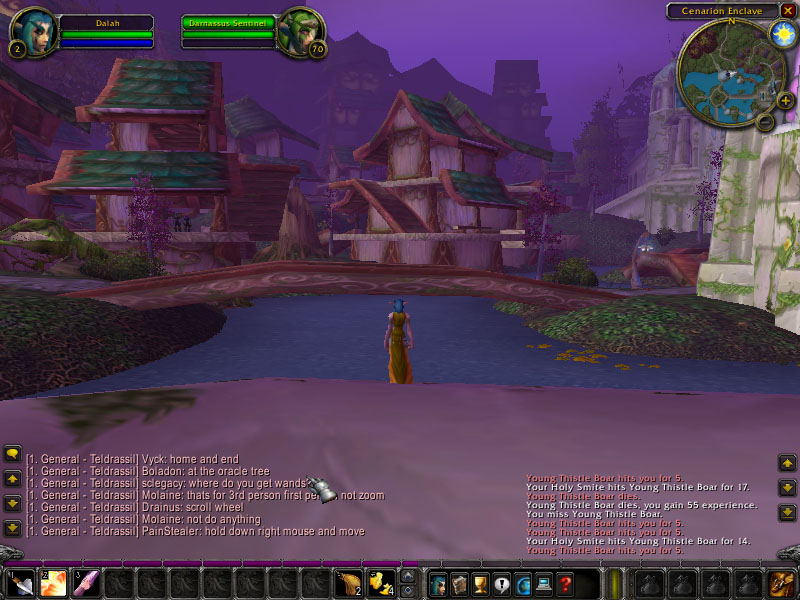 Dalah
2
Darnassus Sentinel
70
Cenarion Enclave
N
[1. General - Teldrassil] Vyck: home and end
[1. General - Teldrassil] Boladon: at the oracle tree
[1. General - Teldrassil] sclegacy: where do you get wands
[1. General - Teldrassil] Molaine: thats for 3rd person first not zoom
[1. General - Teldrassil] Drainus: scroll wheel
[1. General - Teldrassil] Molaine: not do anything
[1. General - Teldrassil] PainStealer: hold down right mouse and move
Young Thistle Boar hits you for 5.
Your Holy Smite hits Young Thistle Boar for 17.
Young Thistle Boar dies.
Young Thistle Boar dies, you gain 55 experience.
You miss Young Thistle Boar.
Young Thistle Boar hits you for 5.
Young Thistle Boar hits you for 5.
Your Holy Smite hits Young Thistle Boar for 14.
Young Thistle Boar hits you for 5.
1
2
3
2
4